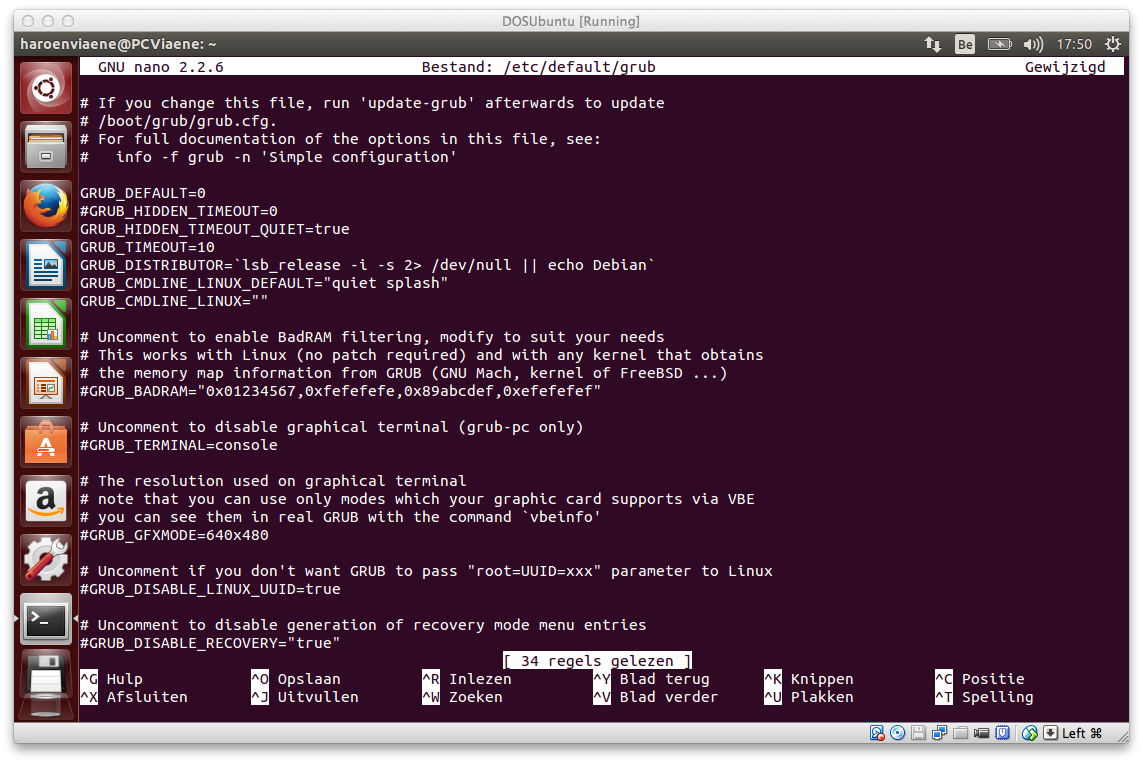 DOSUbuntu [Running]
haroenviaene@PCViaene: ~
Be
17:50
GNU nano 2.2.6 Bestand: /etc/default/grub Gewijzigd
# If you change this file, run 'update-grub' afterwards to update
# /boot/grub/grub.cfg.
# For full documentation of the options in this file, see:
#   info -f grub -n 'Simple configuration'
GRUB_DEFAULT=0
#GRUB_HIDDEN_TIMEOUT=0
GRUB_HIDDEN_TIMEOUT_QUIET=true
GRUB_TIMEOUT=10
GRUB_DISTRIBUTOR=`lsb_release -i -s 2> /dev/null || echo Debian`
GRUB_CMDLINE_LINUX_DEFAULT="quiet splash"
GRUB_CMDLINE_LINUX=""
# Uncomment to enable BadRAM filtering, modify to suit your needs
# This works with Linux (no patch required) and with any kernel that obtains
# the memory map information from GRUB (GNU Mach, kernel of FreeBSD ...)
#GRUB_BADRAM="0x01234567,0xfefefefe,0x89abcdef,0xefefefef"
# Uncomment to disable graphical terminal (grub-pc only)
#GRUB_TERMINAL=console
# The resolution used on graphical terminal
# note that you can use only modes which your graphic card supports via VBE
# you can see them in real GRUB with the command `vbeinfo'
#GRUB_GFXMODE=640x480
# Uncomment if you don't want GRUB to pass "root=UUID=xxx" parameter to Linux
#GRUB_DISABLE_LINUX_UUID=true
# Uncomment to disable generation of recovery mode menu entries
#GRUB_DISABLE_RECOVERY="true"
[ 34 regels gelezen ]
^G Hulp ^O Opslaan ^R Inlezen ^Y Blad terug ^K Knippen ^C Positie
^X Afsluiten ^J Uitvullen ^W Zoeken ^V Blad verder ^U Plakken ^T Spelling
Left ⌘